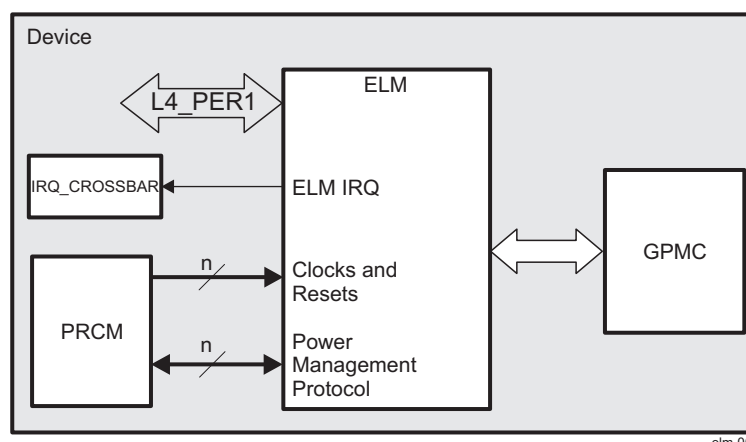 Device
L4_PER1
ELM
IRQ_CROSSBAR
ELM IRQ
GPMC
PRCM
n
Clocks and
Resets
n
Power
Management
Protocol